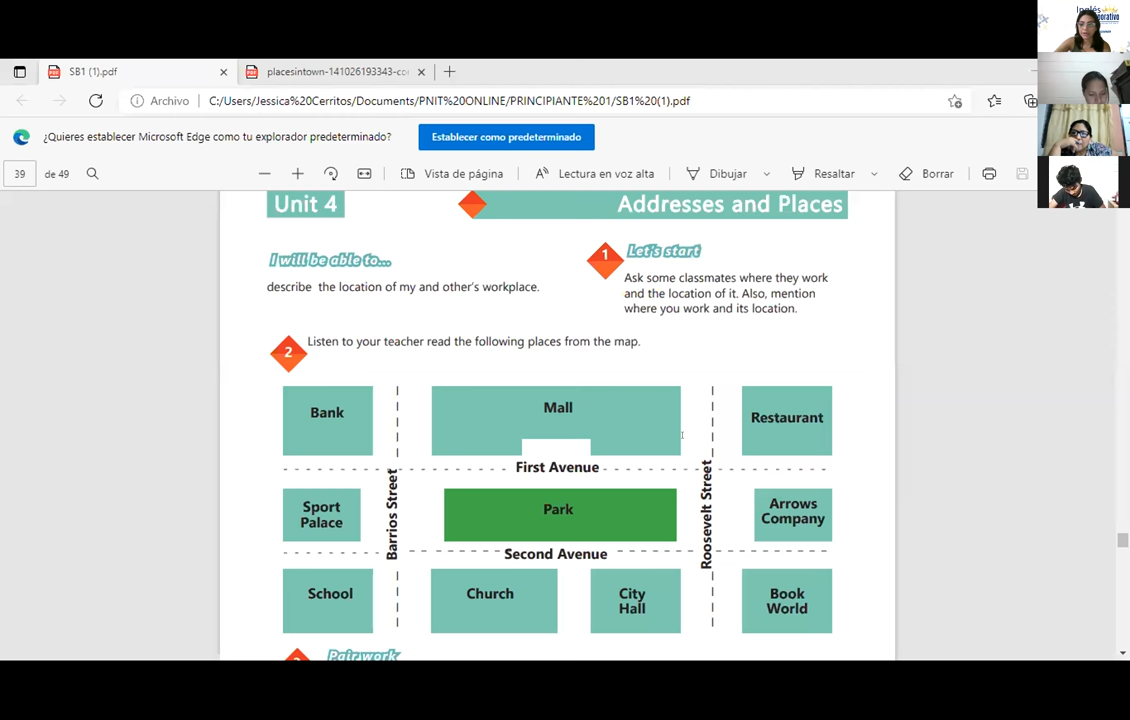 Inglés
SB1 (1).pdf
placesintown-141026193343-co
Archivo
C:/Users/Jessica%20Cerritos/Documents/PNIT%20ONLINE/PRINCIPIANTE%201/SB1%20(1).pdf
¿Quieres establecer Microsoft Edge como tu explorador predeterminado?
Establecer como predeterminado
39
de 49
Vista de página
Lectura en voz alta
Dibujar
Resaltar
Borrar
Unit 4
Addresses and Places
I will be able to...
describe the location of my and other's workplace.
1
Let's start
Ask some classmates where they work
and the location of it. Also, mention
where you work and its location.
2
Listen to your teacher read the following places from the map.
Bank
Mall
Restaurant
First Avenue
Sport
Palace
Barrios Street
Park
Roosevelt Street
Arrows
Company
Second Avenue
School
Church
City
Hall
Book
World
Pair work